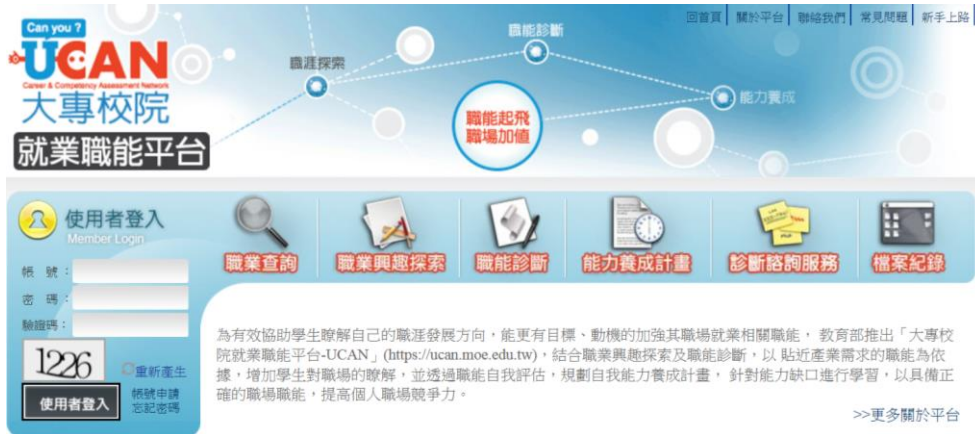 回首頁 關於平台 聯絡我們 常見問題 新手上路
Can you ?
UCAN
Career & Competency Assessment Network
大專校院
就業職能平台
職涯探索
職能診斷
能力養成
職能起飛
職場加值
使用者登入
Member Login
帳 號：
密 碼：
驗證碼：
1226
重新產生
使用者登入
帳號申請
忘記密碼
職業查詢
職業興趣探索
職能診斷
能力養成計畫
診斷諮詢服務
檔案紀錄
為有效協助學生瞭解自己的職涯發展方向，能更有目標、動機的加強其職場就業相關職能， 教育部推出「大專校
院就業職能平台-UCAN」(https://ucan.moe.edu.tw)，結合職業興趣探索及職能診斷，以 貼近產業需求的職能為依
據，增加學生對職場的瞭解，並透過職能自我評估，規劃自我能力養成計畫， 針對能力缺口進行學習，以具備正
確的職場職能，提高個人職場競爭力。
>>更多關於平台